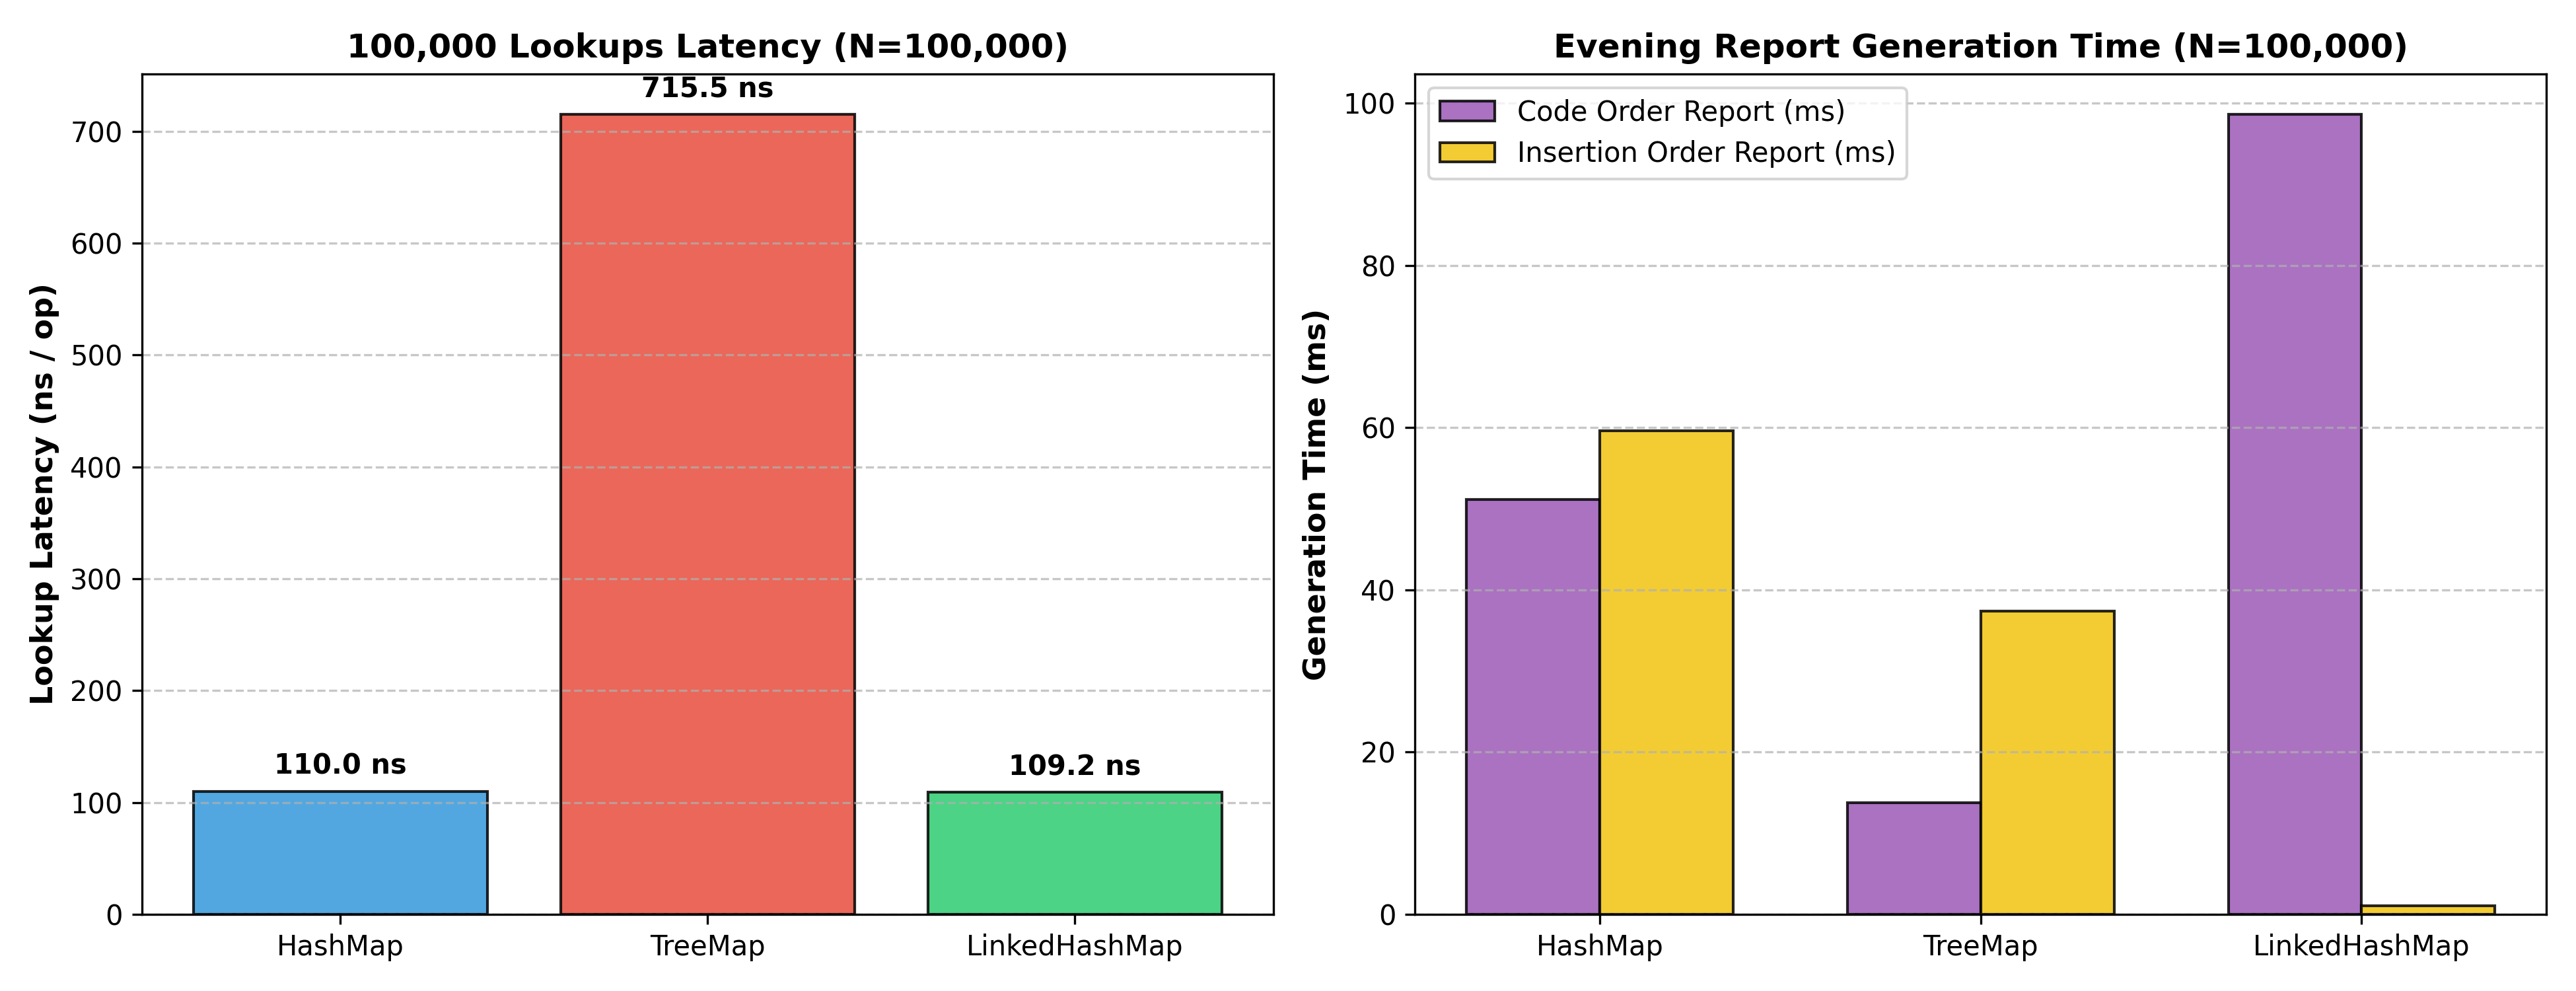 100,000 Lookups Latency (N=100,000)
Lookup Latency (ns / op)
700
600
500
400
300
200
100
0
715.5 ns
110.0 ns
109.2 ns
HashMap
TreeMap
LinkedHashMap
Evening Report Generation Time (N=100,000)
Generation Time (ms)
100
80
60
40
20
0
Code Order Report (ms)
Insertion Order Report (ms)
HashMap
TreeMap
LinkedHashMap